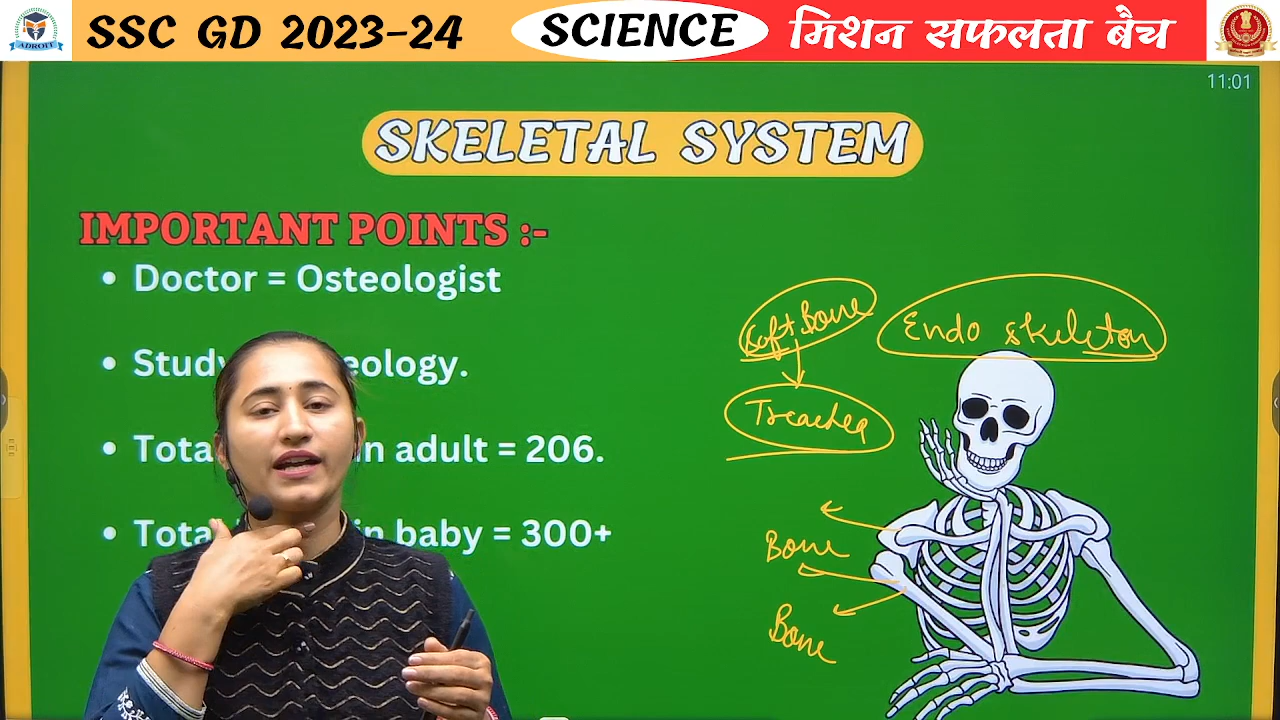 ADROIT
SSC GD 2023-24
SCIENCE
मिशन सफलता बैच
11:01
SKELETAL SYSTEM
IMPORTANT POINTS :-
• Doctor = Osteologist
• Study eology.
• Tota in adult = 206.
• Tota in baby = 300+
Soft Bone
Endo skeleton
Trachea
Bone
Bone